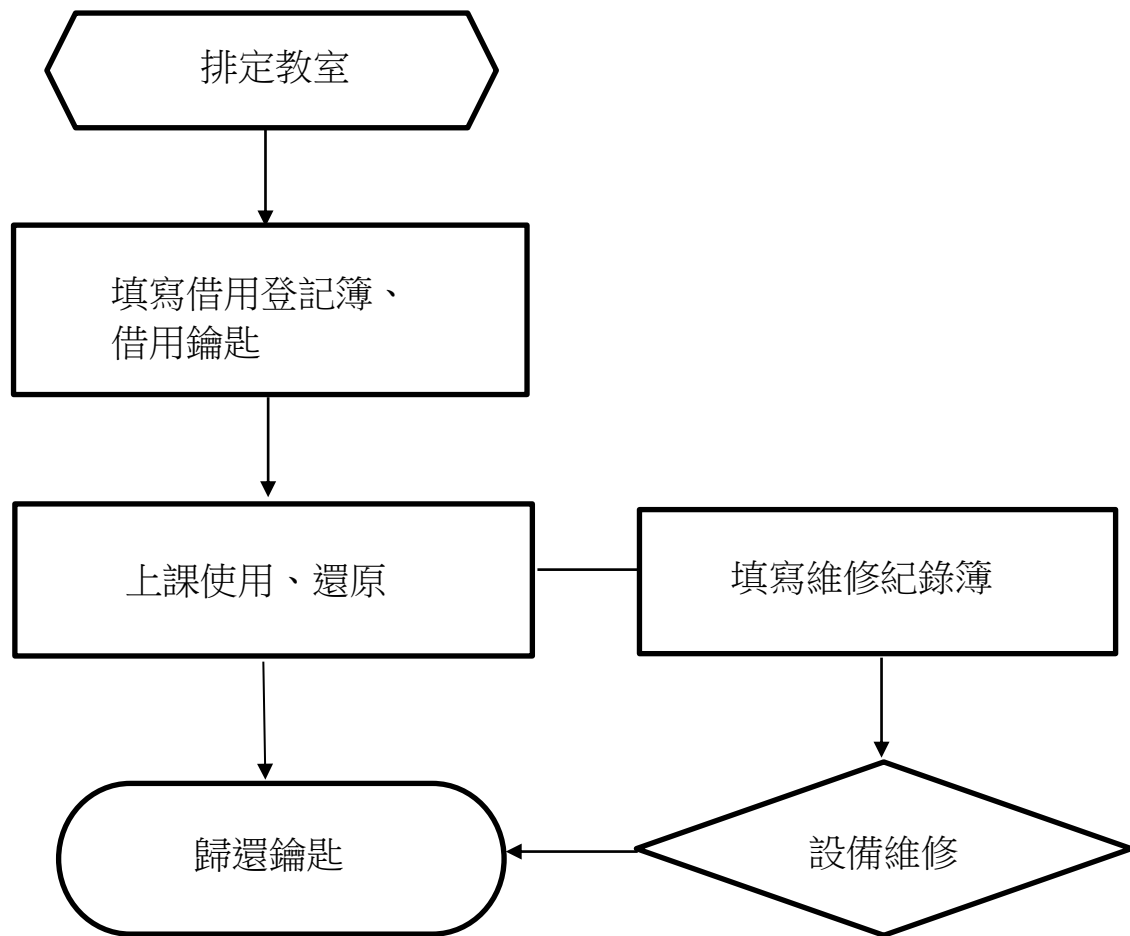 排定教室
填寫借用登記簿、
借用鑰匙
上課使用、還原
填寫維修紀錄簿
歸還鑰匙
設備維修